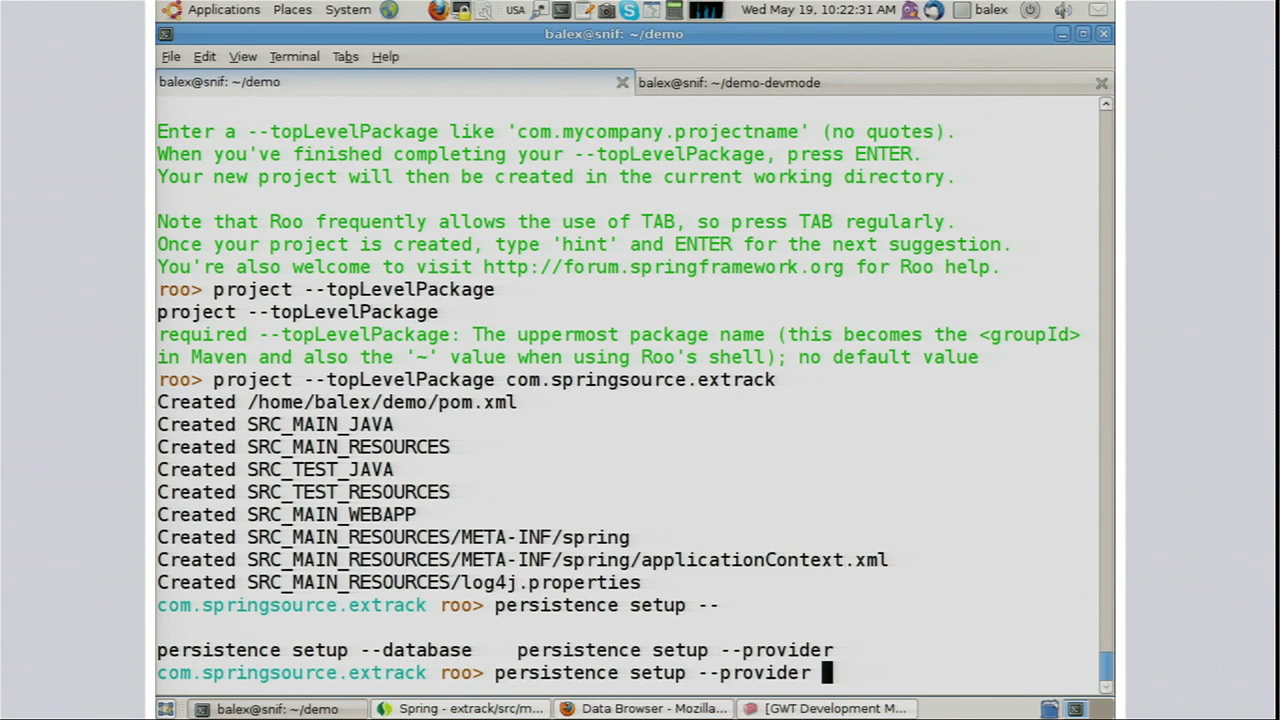 Applications Places System USA Wed May 19, 10:22:31 AM balex
balex@snif: ~/demo
File Edit View Terminal Tabs Help
balex@snif: ~/demo balex@snif: ~/demo-devmode
Enter a --topLevelPackage like 'com.mycompany.projectname' (no quotes).
When you've finished completing your --topLevelPackage, press ENTER.
Your new project will then be created in the current working directory.
Note that Roo frequently allows the use of TAB, so press TAB regularly.
Once your project is created, type 'hint' and ENTER for the next suggestion.
You're also welcome to visit http://forum.springframework.org for Roo help.
roo> project --topLevelPackage
project --topLevelPackage
required --topLevelPackage: The uppermost package name (this becomes the <groupId>
in Maven and also the '~' value when using Roo's shell); no default value
roo> project --topLevelPackage com.springsource.extrack
Created /home/balex/demo/pom.xml
Created SRC_MAIN_JAVA
Created SRC_MAIN_RESOURCES
Created SRC_TEST_JAVA
Created SRC_TEST_RESOURCES
Created SRC_MAIN_WEBAPP
Created SRC_MAIN_RESOURCES/META-INF/spring
Created SRC_MAIN_RESOURCES/META-INF/spring/applicationContext.xml
Created SRC_MAIN_RESOURCES/log4j.properties
com.springsource.extrack roo> persistence setup --
persistence setup --database persistence setup --provider
com.springsource.extrack roo> persistence setup --provider
balex@snif: ~/demo Spring - extrack/src/m... Data Browser - Mozilla... [GWT Development M...